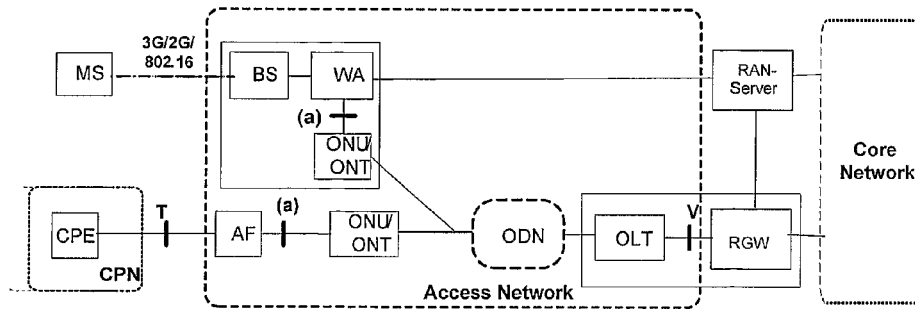 3G/2G/
802.16
MS
BS
WA
RAN-
Server
(a)
ONU/
ONT
Core
Network
T
(a)
CPE
AF
ONU/
ONT
ODN
OLT
V
RGW
CPN
Access Network